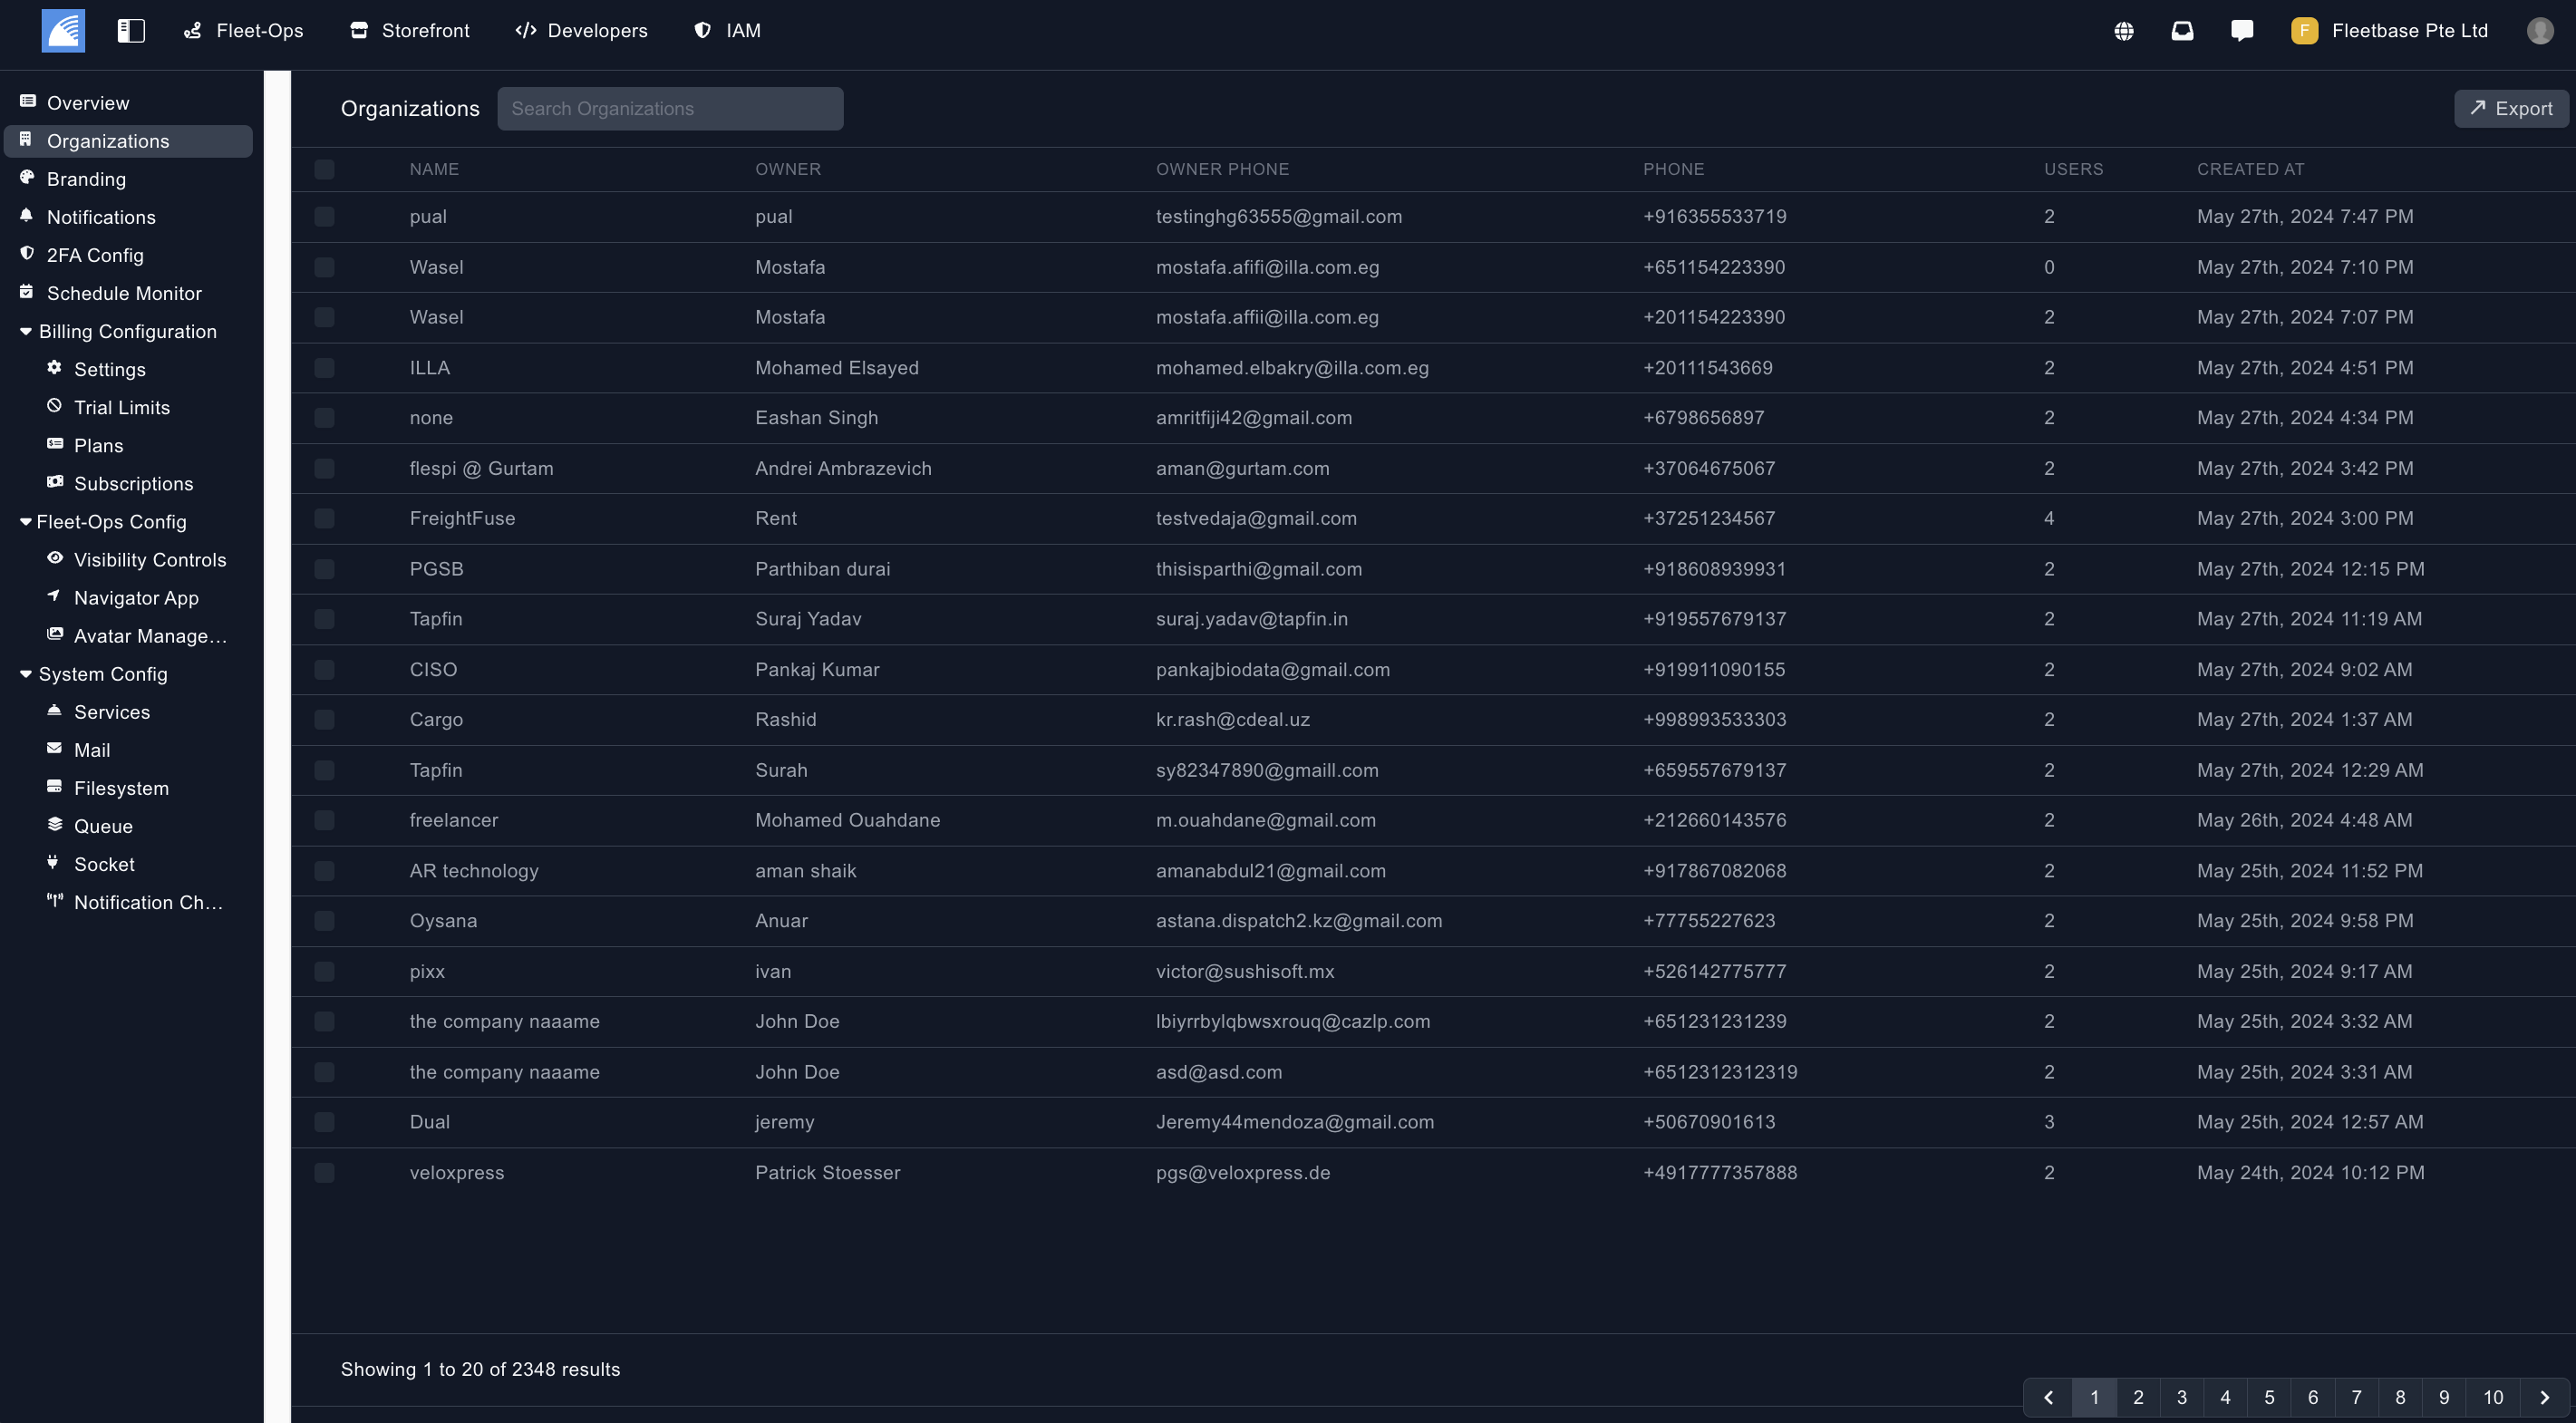 Fleet-Ops Storefront Developers IAM F Fleetbase Pte Ltd
Overview
Organizations
Branding
Notifications
2FA Config
Schedule Monitor
Billing Configuration
Settings
Trial Limits
Plans
Subscriptions
Fleet-Ops Config
Visibility Controls
Navigator App
Avatar Manage...
System Config
Services
Mail
Filesystem
Queue
Socket
Notification Ch...
Organizations Search Organizations Export
NAME OWNER OWNER PHONE PHONE USERS CREATED AT
pual pual testinghg63555@gmail.com +916355533719 2 May 27th, 2024 7:47 PM
Wasel Mostafa mostafa.afifi@illa.com.eg +651154223390 0 May 27th, 2024 7:10 PM
Wasel Mostafa mostafa.affii@illa.com.eg +201154223390 2 May 27th, 2024 7:07 PM
ILLA Mohamed Elsayed mohamed.elbakry@illa.com.eg +20111543669 2 May 27th, 2024 4:51 PM
none Eashan Singh amritfiji42@gmail.com +6798656897 2 May 27th, 2024 4:34 PM
flespi @ Gurtam Andrei Ambrazevich aman@gurtam.com +37064675067 2 May 27th, 2024 3:42 PM
FreightFuse Rent testvedaja@gmail.com +37251234567 4 May 27th, 2024 3:00 PM
PGSB Parthiban durai thisisparthi@gmail.com +918608939931 2 May 27th, 2024 12:15 PM
Tapfin Suraj Yadav suraj.yadav@tapfin.in +919557679137 2 May 27th, 2024 11:19 AM
CISO Pankaj Kumar pankajbiodata@gmail.com +919911090155 2 May 27th, 2024 9:02 AM
Cargo Rashid kr.rash@cdeal.uz +998993533303 2 May 27th, 2024 1:37 AM
Tapfin Surah sy82347890@gmaill.com +659557679137 2 May 27th, 2024 12:29 AM
freelancer Mohamed Ouahdane m.ouahdane@gmail.com +212660143576 2 May 26th, 2024 4:48 AM
AR technology aman shaik amanabdul21@gmail.com +917867082068 2 May 25th, 2024 11:52 PM
Oysana Anuar astana.dispatch2.kz@gmail.com +77755227623 2 May 25th, 2024 9:58 PM
pixx ivan victor@sushisoft.mx +526142775777 2 May 25th, 2024 9:17 AM
the company naaame John Doe lbiyrrbylqbwsxrouq@cazlp.com +651231231239 2 May 25th, 2024 3:32 AM
the company naaame John Doe asd@asd.com +6512312312319 2 May 25th, 2024 3:31 AM
Dual jeremy Jeremy44mendoza@gmail.com +50670901613 3 May 25th, 2024 12:57 AM
veloxpress Patrick Stoesser pgs@veloxpress.de +4917777357888 2 May 24th, 2024 10:12 PM
Showing 1 to 20 of 2348 results
1 2 3 4 5 6 7 8 9 10